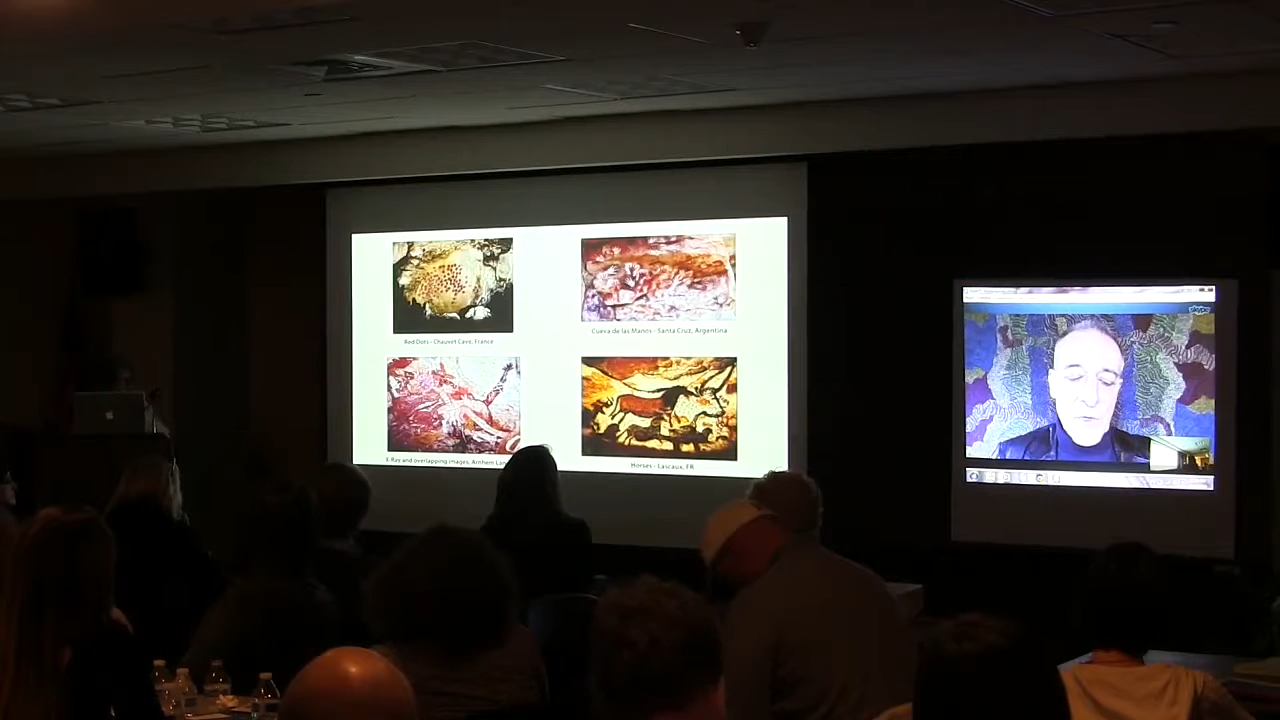 Red Dots - Chauvet Cave, France
Cueva de las Manos - Santa Cruz, Argentina
X-Ray and overlapping images, Arnhem Lan
Horses - Lascaux, FR
skype